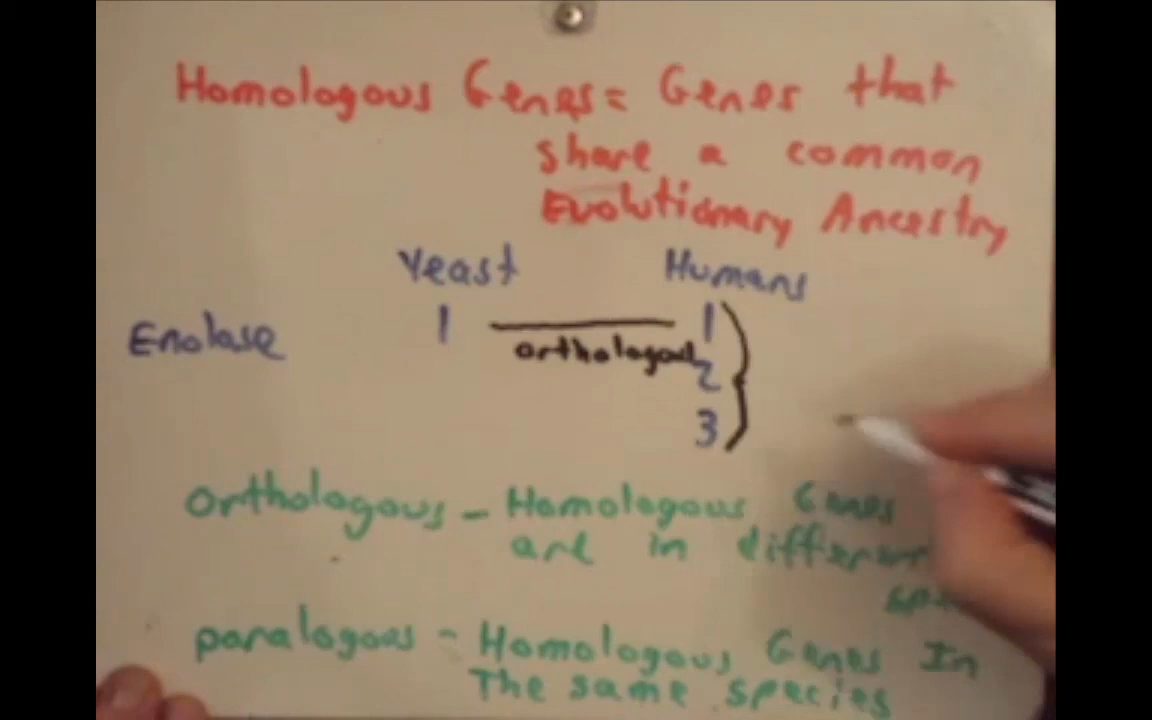 Homologous Genes = Genes that
share a common
Evolutionary Ancestry
Yeast Humans
Enolase 1 1
orthologous 2
3
Orthologous - Homologous Genes
are in different
paralogous - Homologous Genes In
The same species